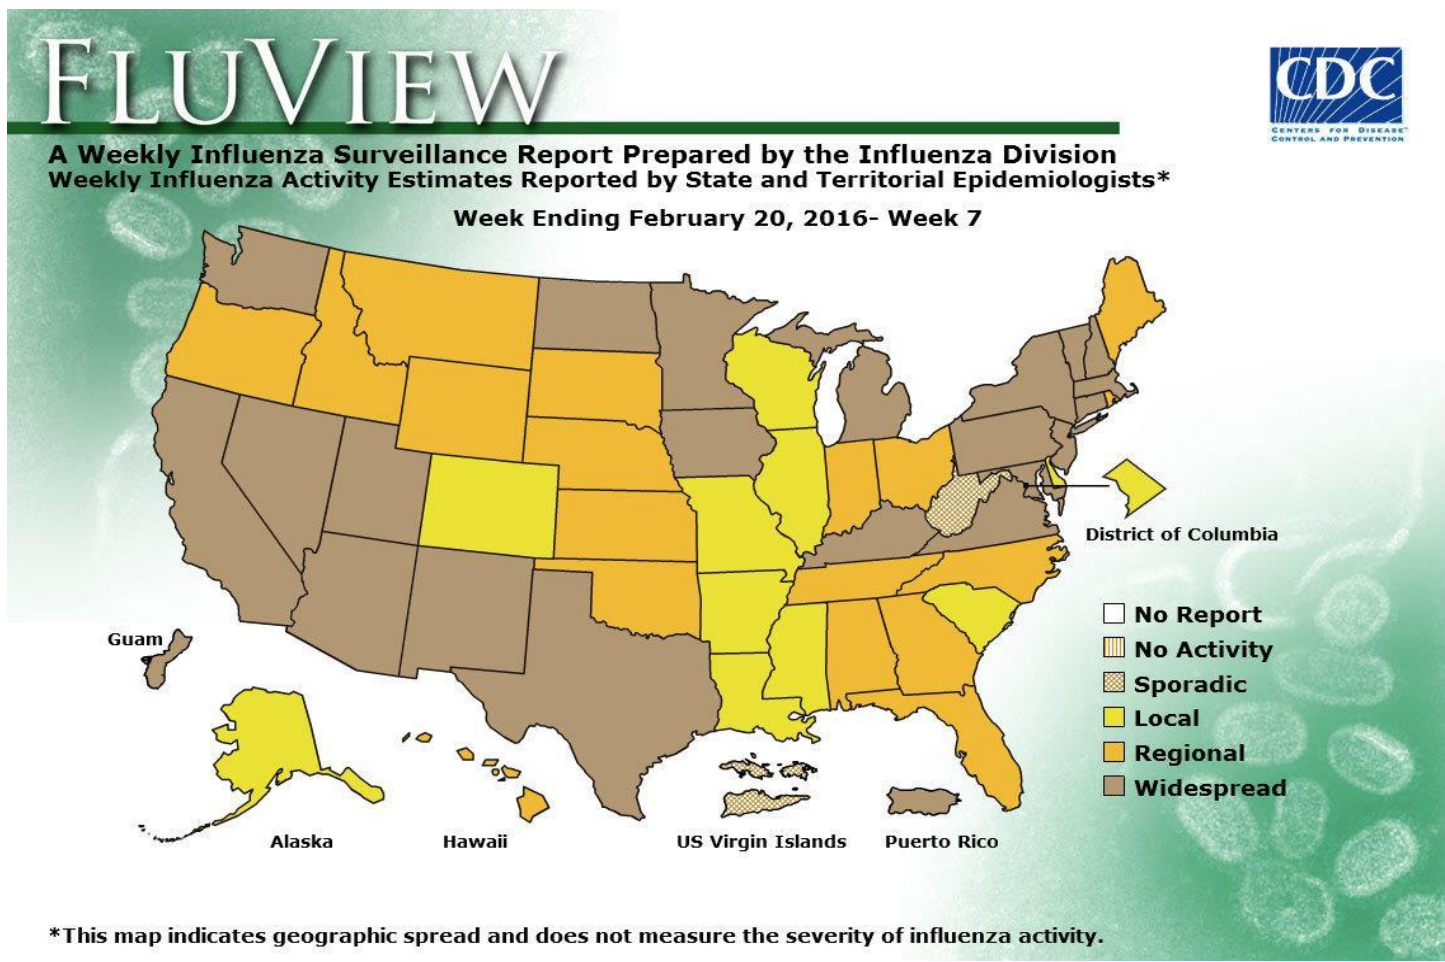 FLUVIEW
CDC
CENTERS FOR DISEASE™
CONTROL AND PREVENTION
A Weekly Influenza Surveillance Report Prepared by the Influenza Division
Weekly Influenza Activity Estimates Reported by State and Territorial Epidemiologists*
Week Ending February 20, 2016- Week 7
District of Columbia
No Report
No Activity
Sporadic
Local
Regional
Widespread
Guam
Alaska
Hawaii
US Virgin Islands
Puerto Rico
*This map indicates geographic spread and does not measure the severity of influenza activity.